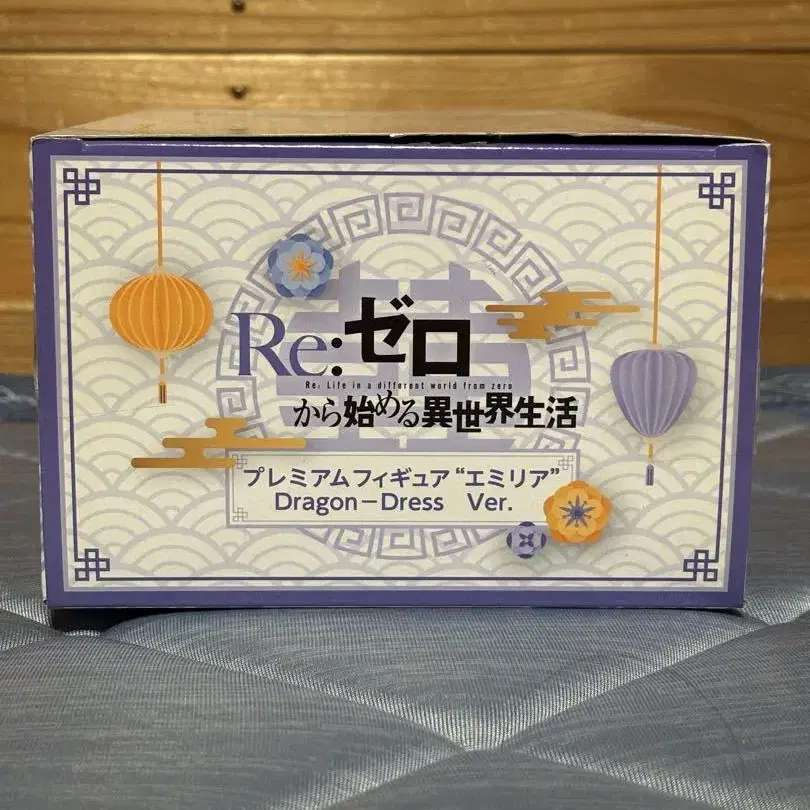 Re:ゼロ
Re: Life in a different world from zero
から始める異世界生活
プレミアムフィギュア“エミリア”
Dragon−Dress Ver.